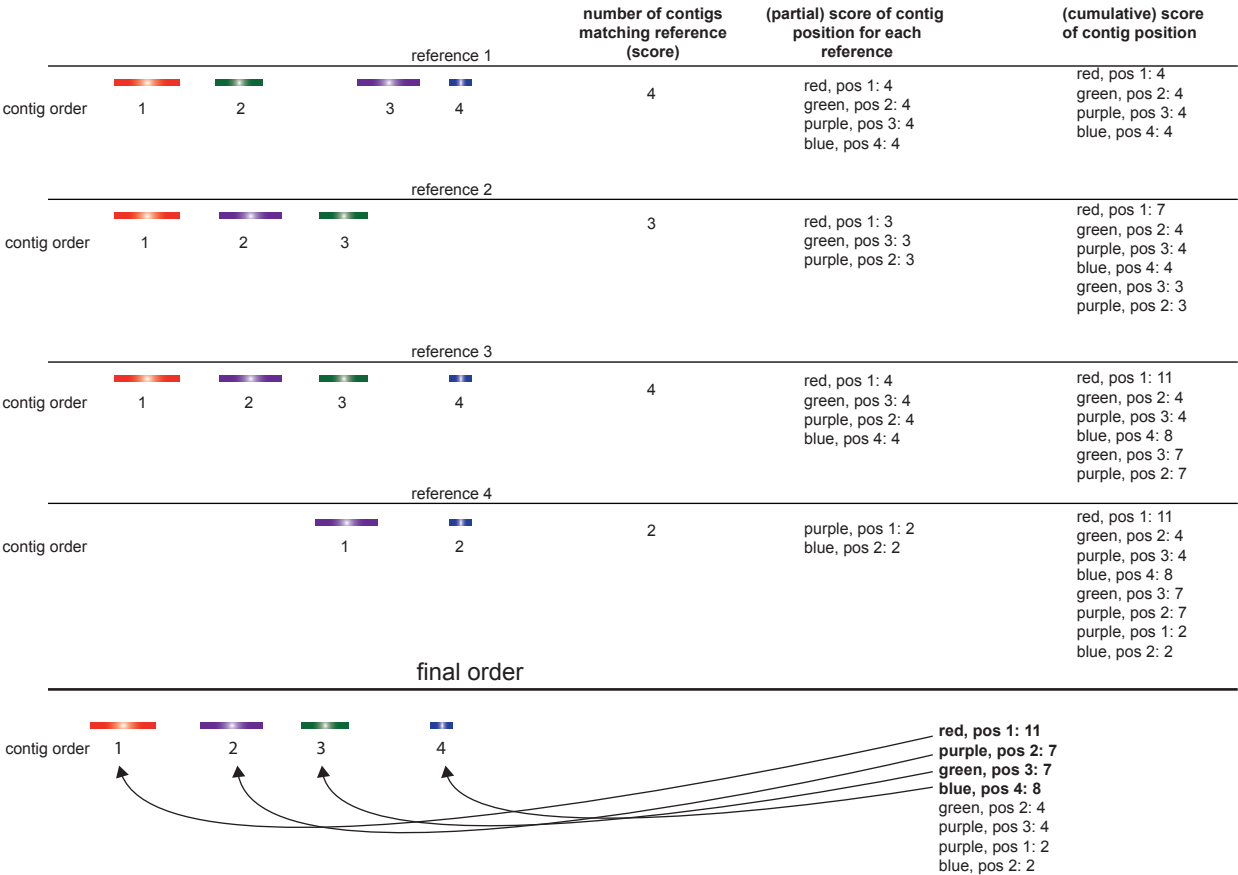 number of contigs
matching reference
(score)
(partial) score of contig
position for each
reference
(cumulative) score
of contig position
reference 1
contig order 1 2 3 4
4
red, pos 1: 4
green, pos 2: 4
purple, pos 3: 4
blue, pos 4: 4
red, pos 1: 4
green, pos 2: 4
purple, pos 3: 4
blue, pos 4: 4
reference 2
contig order 1 2 3
3
red, pos 1: 3
green, pos 3: 3
purple, pos 2: 3
red, pos 1: 7
green, pos 2: 4
purple, pos 3: 4
blue, pos 4: 4
green, pos 3: 3
purple, pos 2: 3
reference 3
contig order 1 2 3 4
4
red, pos 1: 4
green, pos 3: 4
purple, pos 2: 4
blue, pos 4: 4
red, pos 1: 11
green, pos 2: 4
purple, pos 3: 4
blue, pos 4: 8
green, pos 3: 7
purple, pos 2: 7
reference 4
contig order 1 2
2
purple, pos 1: 2
blue, pos 2: 2
red, pos 1: 11
green, pos 2: 4
purple, pos 3: 4
blue, pos 4: 8
green, pos 3: 7
purple, pos 2: 7
purple, pos 1: 2
blue, pos 2: 2
final order
contig order 1 2 3 4
red, pos 1: 11
purple, pos 2: 7
green, pos 3: 7
blue, pos 4: 8
green, pos 2: 4
purple, pos 3: 4
purple, pos 1: 2
blue, pos 2: 2